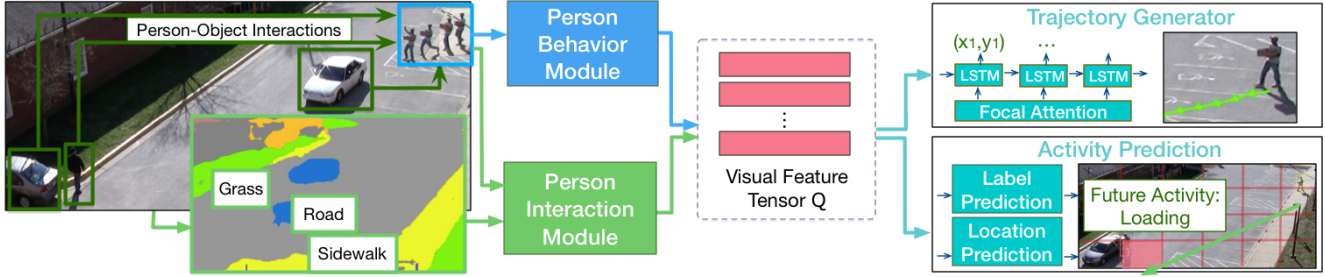 Person-Object Interactions
Grass
Road
Sidewalk
Person
Behavior
Module
Person
Interaction
Module
Visual Feature
Tensor Q
Trajectory Generator
(x1,y1)
...
LSTM
LSTM
LSTM
Focal Attention
Activity Prediction
Label
Prediction
Location
Prediction
Future Activity:
Loading